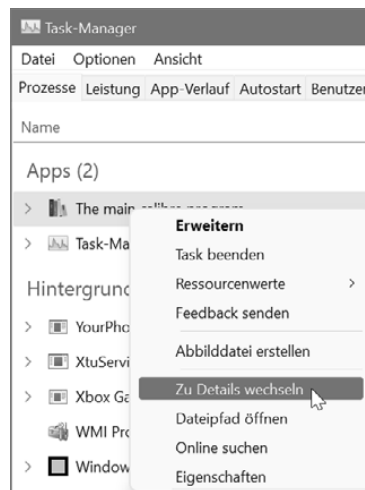 Task-Manager
Datei Optionen Ansicht
Prozesse Leistung App-Verlauf Autostart Benutzer
Name
Apps (2)
The main calibre program
Task-Ma
Hintergrund
YourPho
XtuServi
Xbox Ga
WMI Pro
Window
Erweitern
Task beenden
Ressourcenwerte
Feedback senden
Abbilddatei erstellen
Zu Details wechseln
Dateipfad öffnen
Online suchen
Eigenschaften